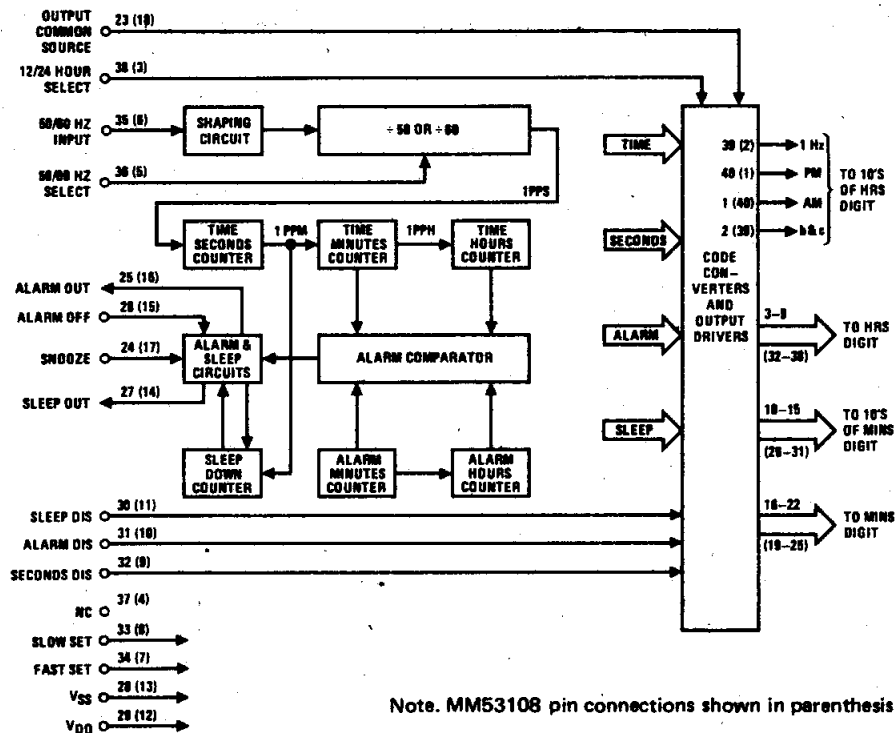 OUTPUT
COMMON
SOURCE
23 (18)
12/24 HOUR
SELECT
38 (3)
50/60 HZ
INPUT
35 (6)
SHAPING
CIRCUIT
÷ 50 OR ÷ 60
50/60 HZ
SELECT
36 (5)
1PPS
TIME
SECONDS
COUNTER
1 PPM
TIME
MINUTES
COUNTER
1PPH
TIME
HOURS
COUNTER
ALARM OUT
25 (16)
ALARM OFF
26 (15)
SNOOZE
24 (17)
SLEEP OUT
27 (14)
ALARM &
SLEEP
CIRCUITS
ALARM COMPARATOR
SLEEP
DOWN
COUNTER
ALARM
MINUTES
COUNTER
ALARM
HOURS
COUNTER
SLEEP DIS
30 (11)
ALARM DIS
31 (10)
SECONDS DIS
32 (9)
NC
37 (4)
SLOW SET
33 (8)
FAST SET
34 (7)
VSS
28 (13)
VDD
29 (12)
TIME
SECONDS
ALARM
SLEEP
39 (2)
1 Hz
40 (1)
PM
1 (40)
AM
2 (39)
b & c
TO 10'S
OF HRS
DIGIT
CODE
CON–
VERTERS
AND
OUTPUT
DRIVERS
3–9
(32–38)
TO HRS
DIGIT
10–15
(26–31)
TO 10'S
OF MINS
DIGIT
16–22
(19–25)
TO MINS
DIGIT
Note. MM53108 pin connections shown in parenthesis